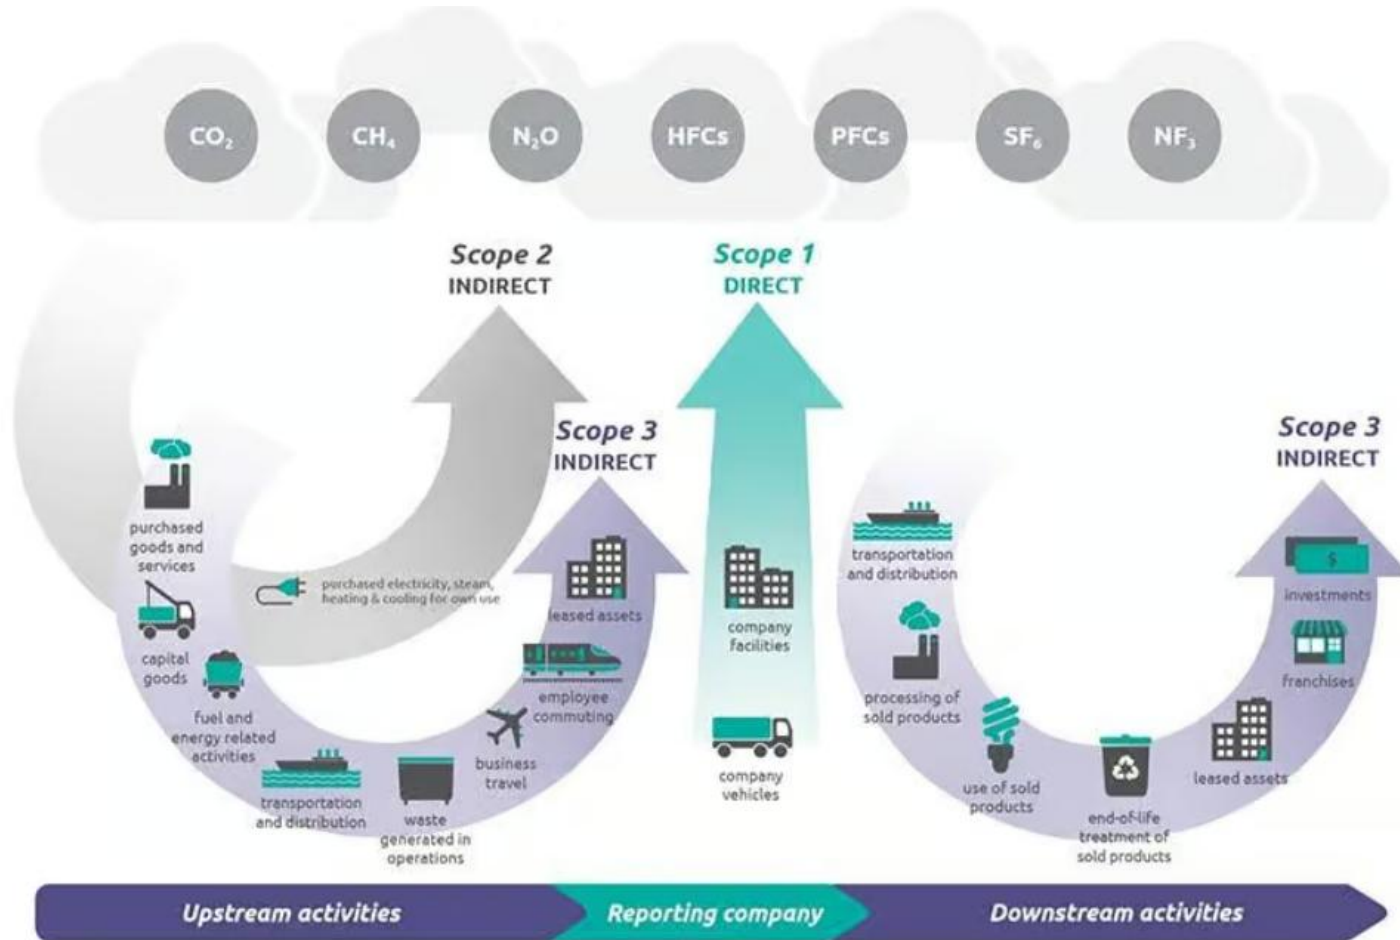 CO₂
CH₄
N₂O
HFCs
PFCs
SF₆
NF₃
Scope 2
INDIRECT
Scope 1
DIRECT
Scope 3
INDIRECT
Scope 3
INDIRECT
purchased
goods and
services
capital
goods
fuel and
energy related
activities
transportation
and distribution
waste
generated in
operations
business
travel
employee
commuting
leased assets
purchased electricity, steam,
heating & cooling for own use
company
facilities
company
vehicles
transportation
and distribution
processing of
sold products
use of sold
products
end-of-life
treatment of
sold products
leased assets
franchises
$
investments
Upstream activities
Reporting company
Downstream activities